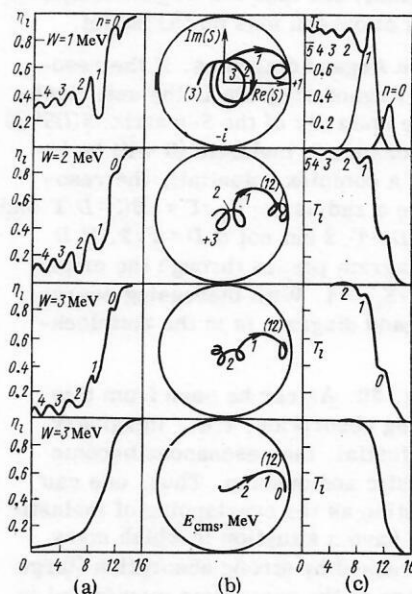 η_l n=0
W=1 MeV
0.8
0.6
0.4
0.2
4 3 2 1
Im(S)
3 2 1
(3) Re(S) +1
-i
T_l
5 4 3 2 1
-0.6
n=0
-0.2
W=2 MeV 0
0.8
0.6
0.4
0.2
4 3 2 1
2 1 (12)
+3
5 4 3 2 1
T_l
0
W=3 MeV 0
0.8
0.6
0.4
0.2
4 3 2 1
(12)
1
2
2 1
0
T_l
W=3 MeV
0.8
0.6
0.4
0.2
(12)
1
2 0
E_cms, MeV
T_l
8 12 16
0 4 8 12 16
(a) (b) (c)